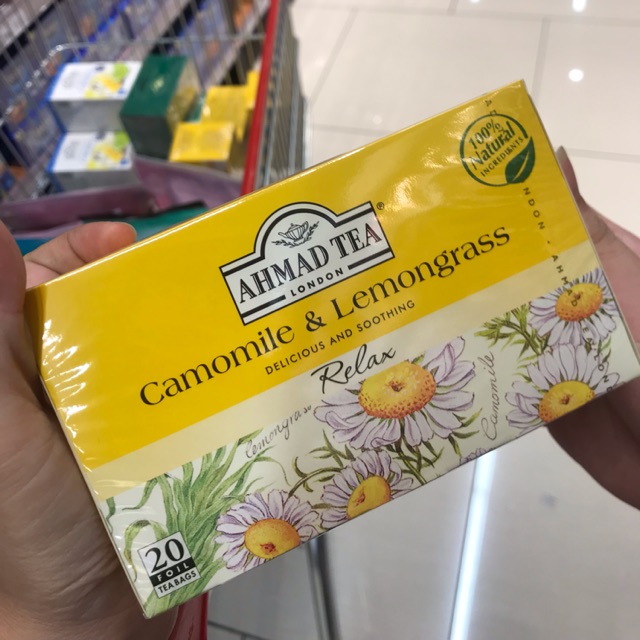 100%
Natural
INGREDIENTS
AHMAD TEA®
LONDON
Camomile & Lemongrass
DELICIOUS AND SOOTHING
Relax
Lemongrass
Camomile
20
FOIL
TEA BAGS